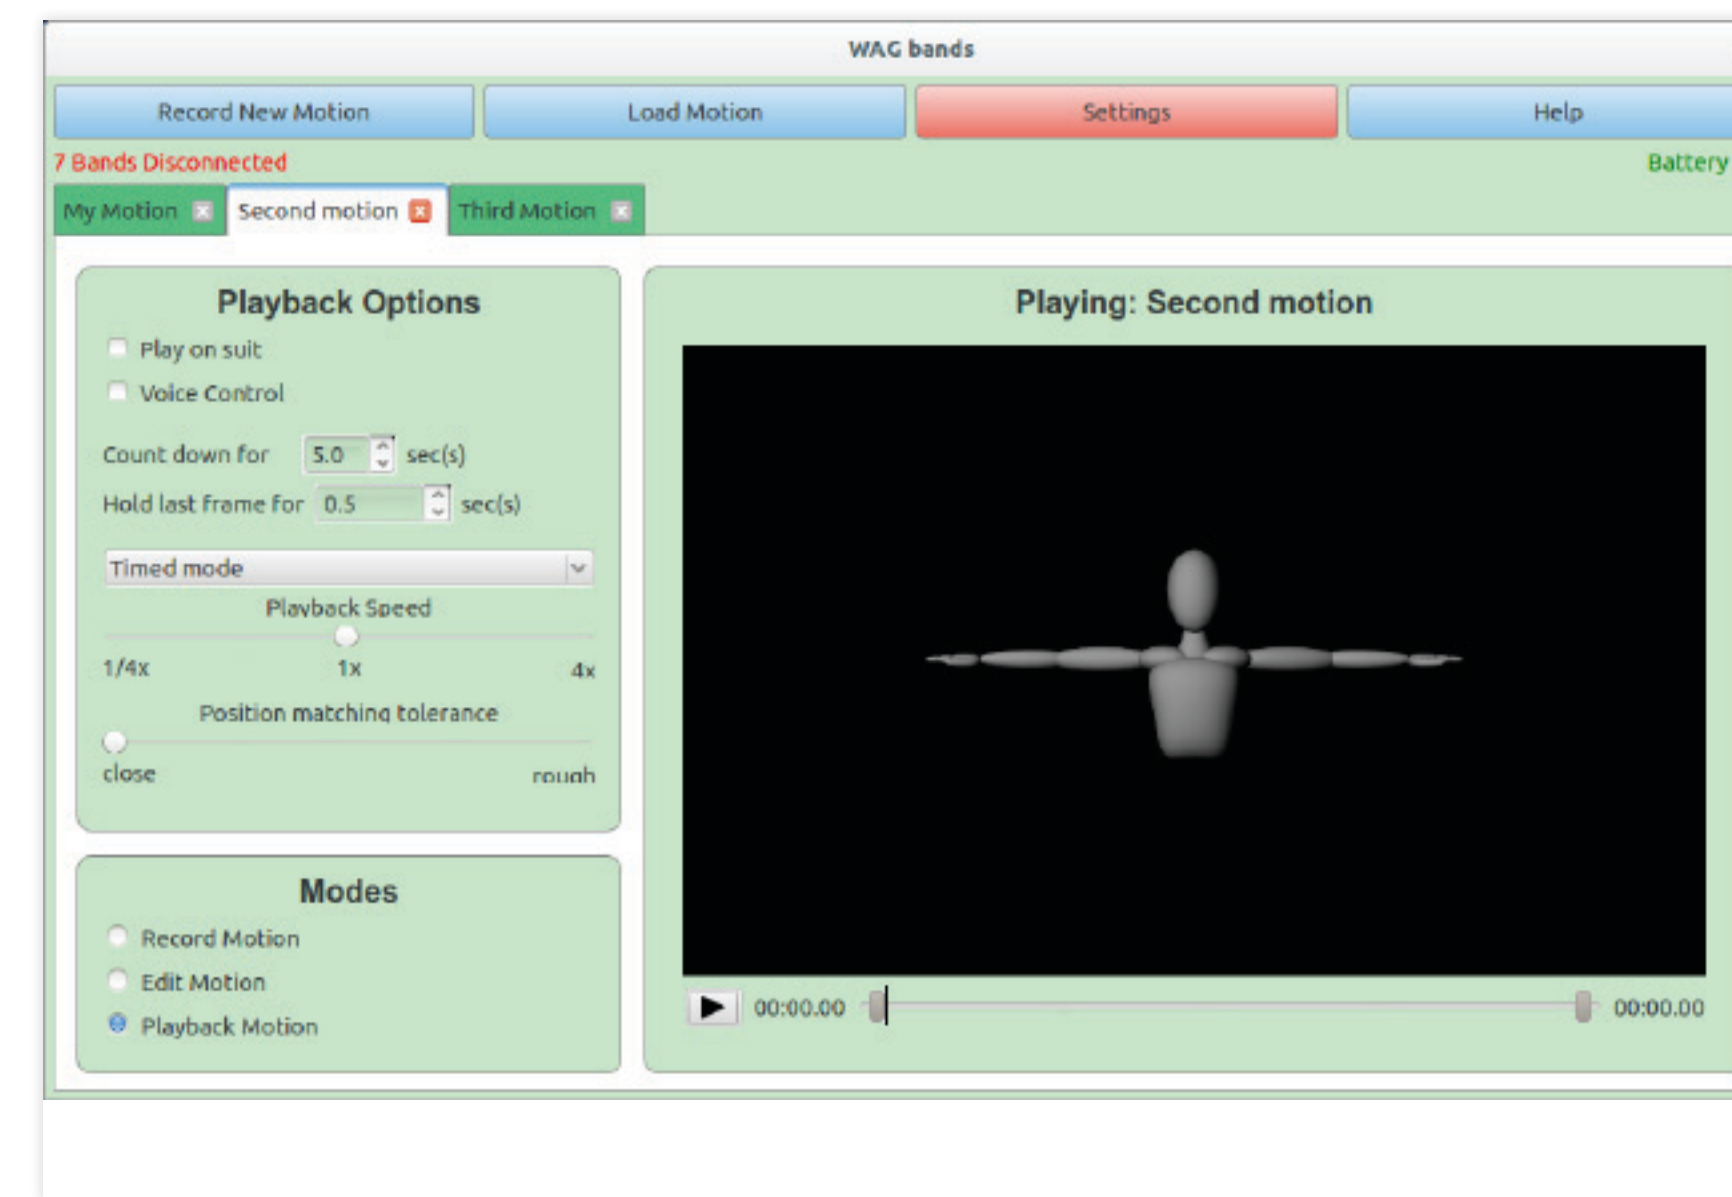 WAG bands
Record New Motion
Load Motion
Settings
Help
7 Bands Disconnected
Battery
My Motion
Second motion
Third Motion
Playback Options
Play on suit
Voice Control
Count down for 5.0 sec(s)
Hold last frame for 0.5 sec(s)
Timed mode
Playback Speed
1/4x 1x 4x
Position matching tolerance
close rough
Modes
Record Motion
Edit Motion
Playback Motion
Playing: Second motion
00:00.00 00:00.00